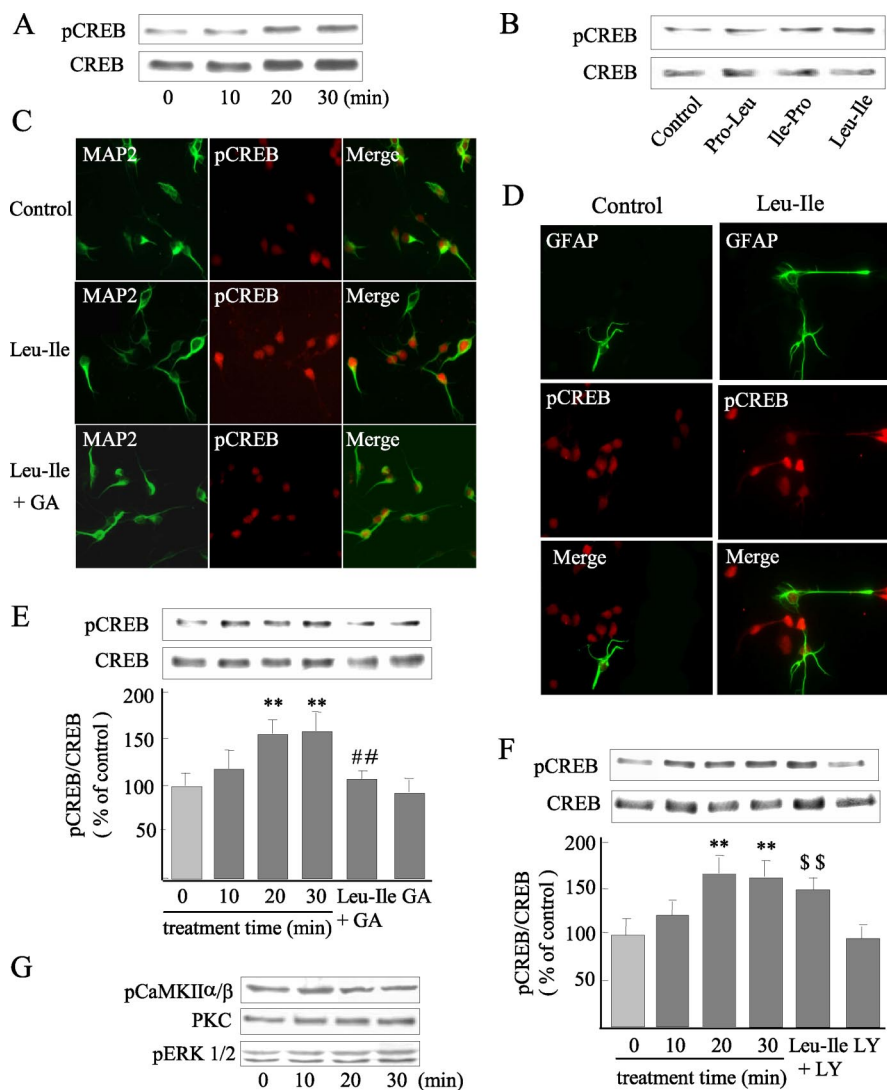 A
pCREB
CREB
0 10 20 30 (min)
B
pCREB
CREB
Control Pro-Leu Ile-Pro Leu-Ile
C
MAP2 pCREB Merge
Control
MAP2 pCREB Merge
Leu-Ile
MAP2 pCREB Merge
Leu-Ile
+ GA
D
Control Leu-Ile
GFAP GFAP
pCREB pCREB
Merge Merge
E
pCREB
CREB
pCREB/CREB
( % of control )
200
150
100
50
** **
##
0 10 20 30 Leu-Ile GA
+ GA
treatment time (min)
F
pCREB
CREB
pCREB/CREB
( % of control )
200
150
100
50
** **
$ $
0 10 20 30 Leu-Ile LY
+ LY
treatment time (min)
G
pCaMKIIα/β
PKC
pERK 1/2
0 10 20 30 (min)